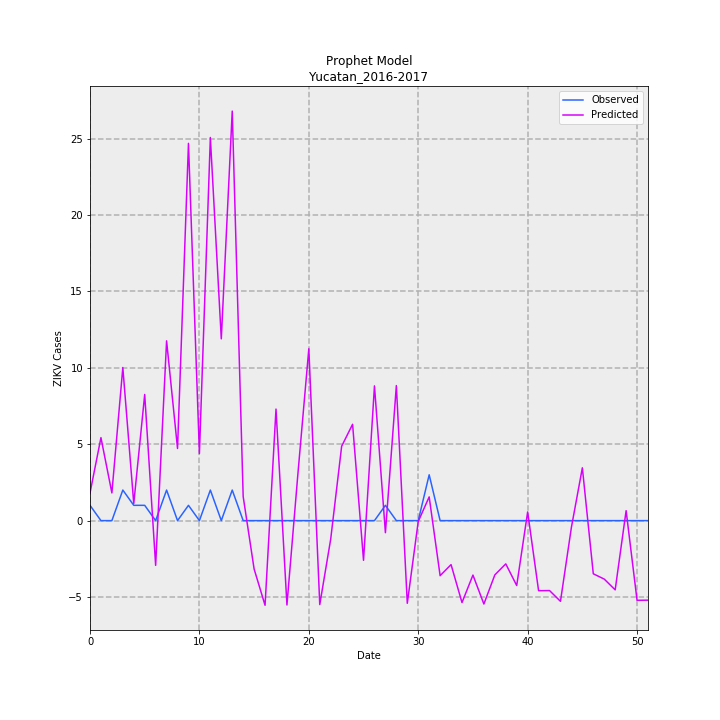 Prophet Model
Yucatan_2016-2017
Observed
Predicted
25
20
15
10
5
0
−5
ZIKV Cases
0 10 20 30 40 50
Date